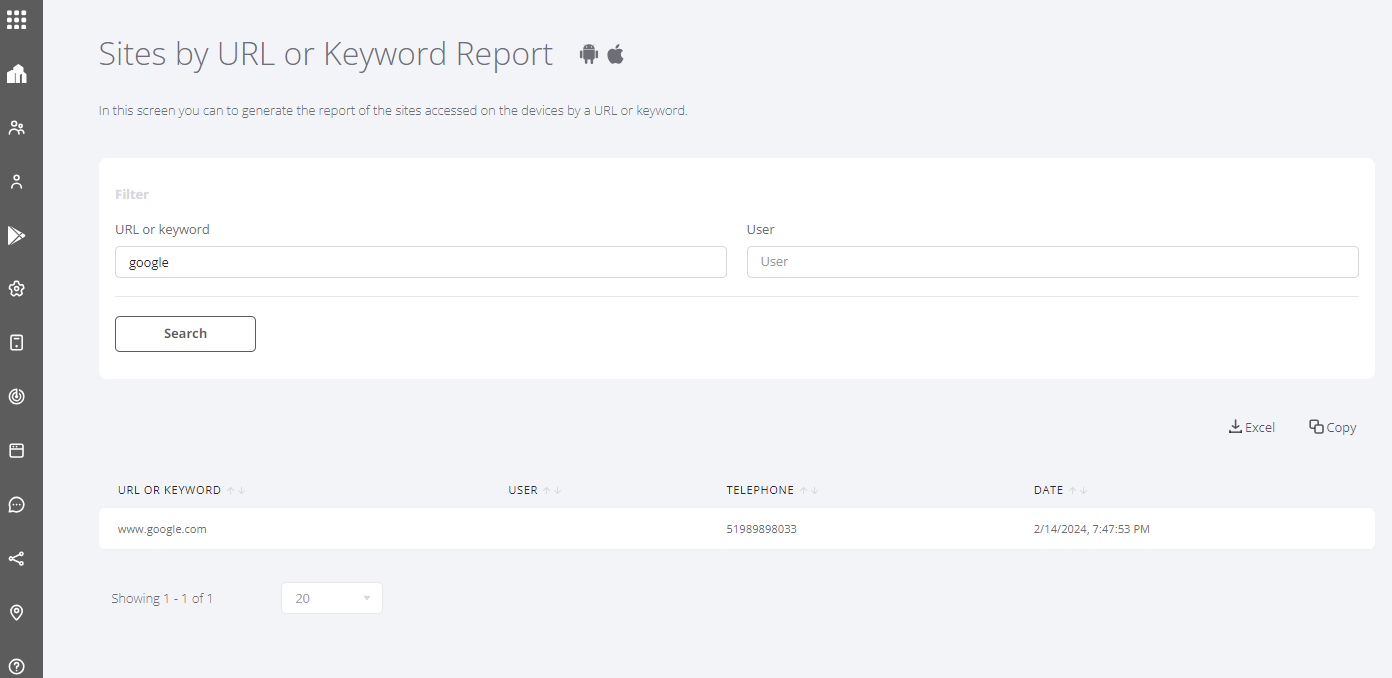 Sites by URL or Keyword Report
In this screen you can to generate the report of the sites accessed on the devices by a URL or keyword.
Filter
URL or keyword User
google User
Search
Excel Copy
URL OR KEYWORD USER TELEPHONE DATE
www.google.com 51989898033 2/14/2024, 7:47:53 PM
Showing 1 - 1 of 1 20